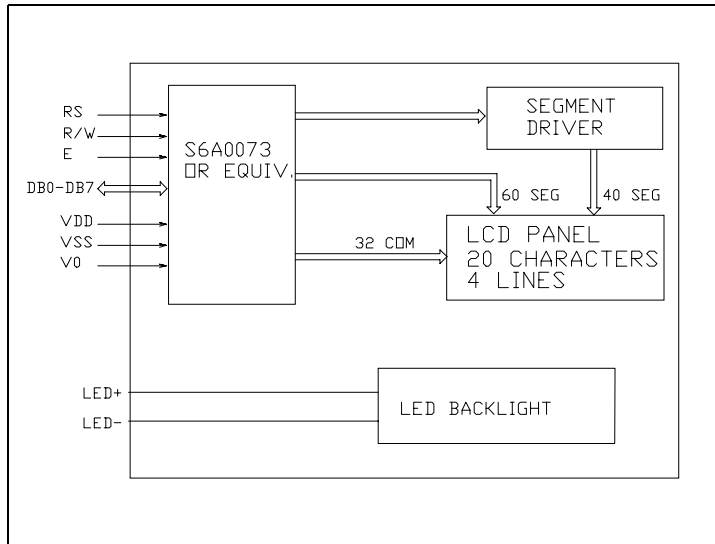 RS
R/W
E
DB0-DB7
VDD
VSS
V0
S6A0073
OR EQUIV.
SEGMENT
DRIVER
60 SEG
40 SEG
32 COM
LCD PANEL
20 CHARACTERS
4 LINES
LED+
LED-
LED BACKLIGHT